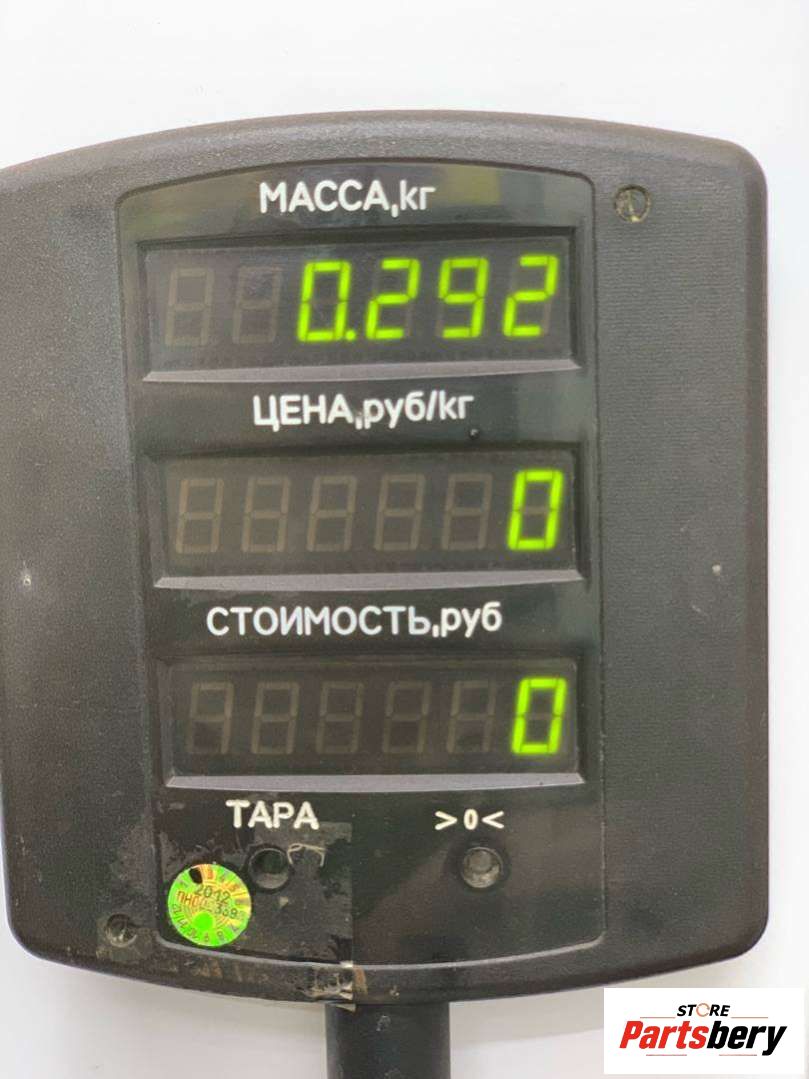 МАССА,кг
0.292
ЦЕНА,руб/кг
0
СТОИМОСТЬ,руб
0
ТАРА >0<
2012
STORE
Partsbery